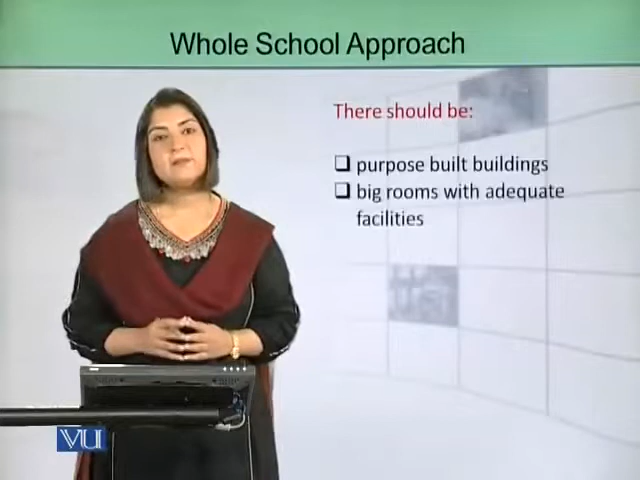 Whole School Approach
There should be:
❑ purpose built buildings
❑ big rooms with adequate
facilities
VU